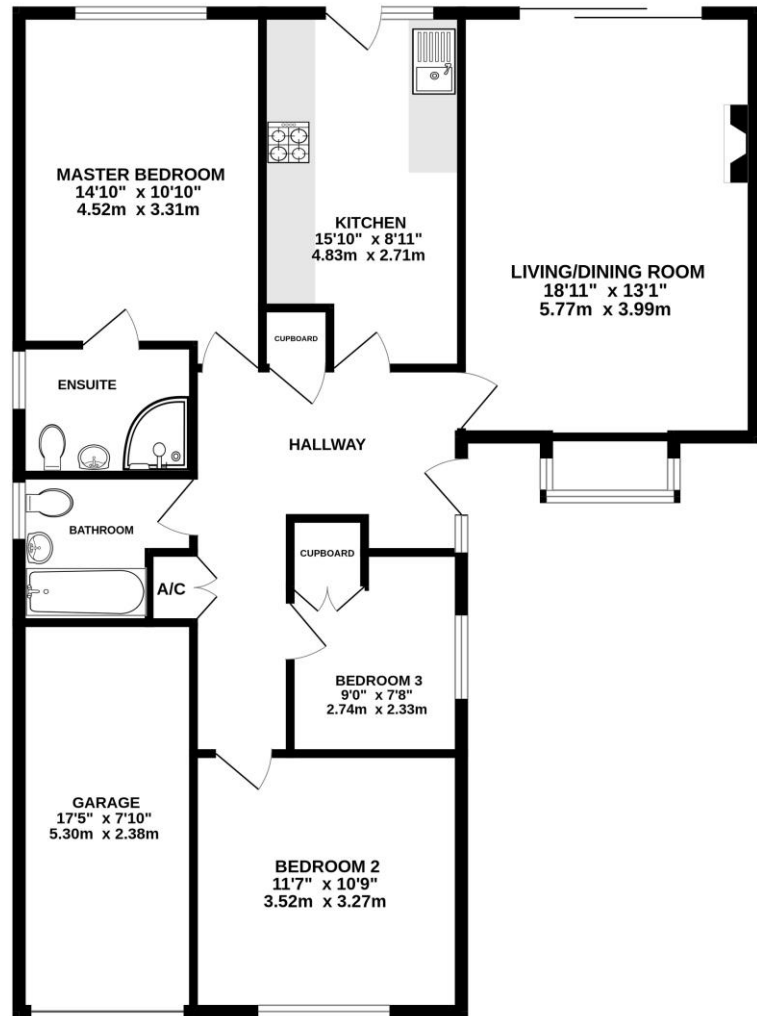 MASTER BEDROOM
14'10" x 10'10"
4.52m x 3.31m
KITCHEN
15'10" x 8'11"
4.83m x 2.71m
LIVING/DINING ROOM
18'11" x 13'1"
5.77m x 3.99m
CUPBOARD
ENSUITE
HALLWAY
BATHROOM
CUPBOARD
A/C
BEDROOM 3
9'0" x 7'8"
2.74m x 2.33m
GARAGE
17'5" x 7'10"
5.30m x 2.38m
BEDROOM 2
11'7" x 10'9"
3.52m x 3.27m